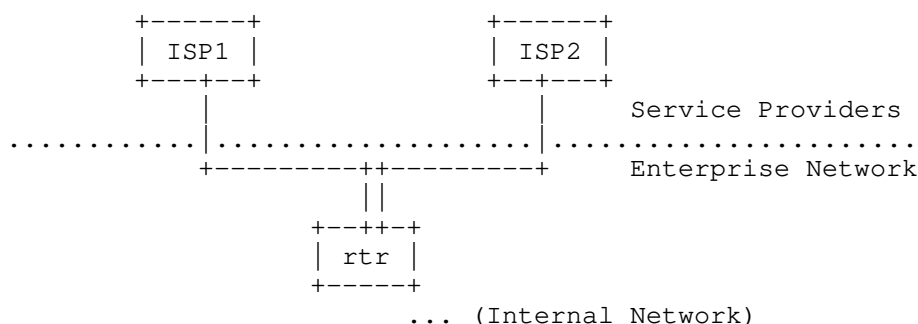 ISP1 ISP2
Service Providers
Enterprise Network
rtr
... (Internal Network)